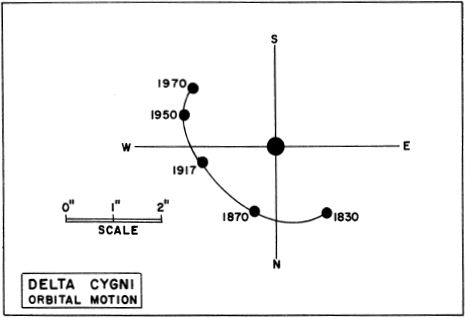 S
1970
1950
W
E
1917
0" 1" 2"
SCALE
1870
1830
N
DELTA CYGNI
ORBITAL MOTION